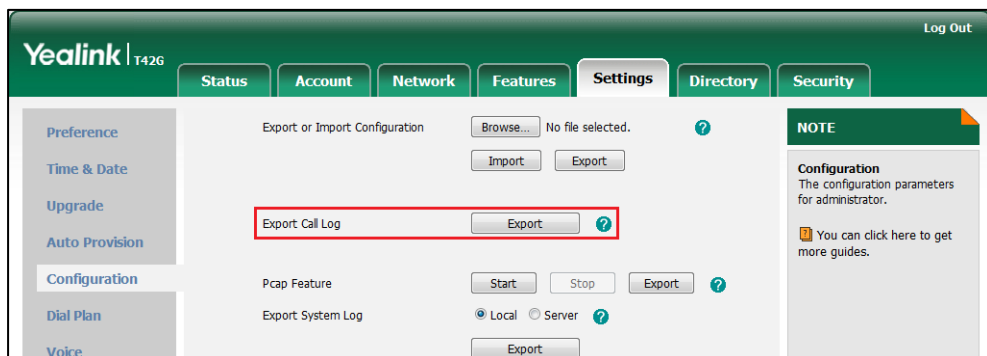 Log Out
Yealink T42G
Status Account Network Features Settings Directory Security
Preference
Time & Date
Upgrade
Auto Provision
Configuration
Dial Plan
Voice
Export or Import Configuration Browse... No file selected. ?
Import Export
Export Call Log Export ?
Pcap Feature Start Stop Export ?
Export System Log Local Server ?
Export
NOTE
Configuration
The configuration parameters
for administrator.
? You can click here to get
more guides.